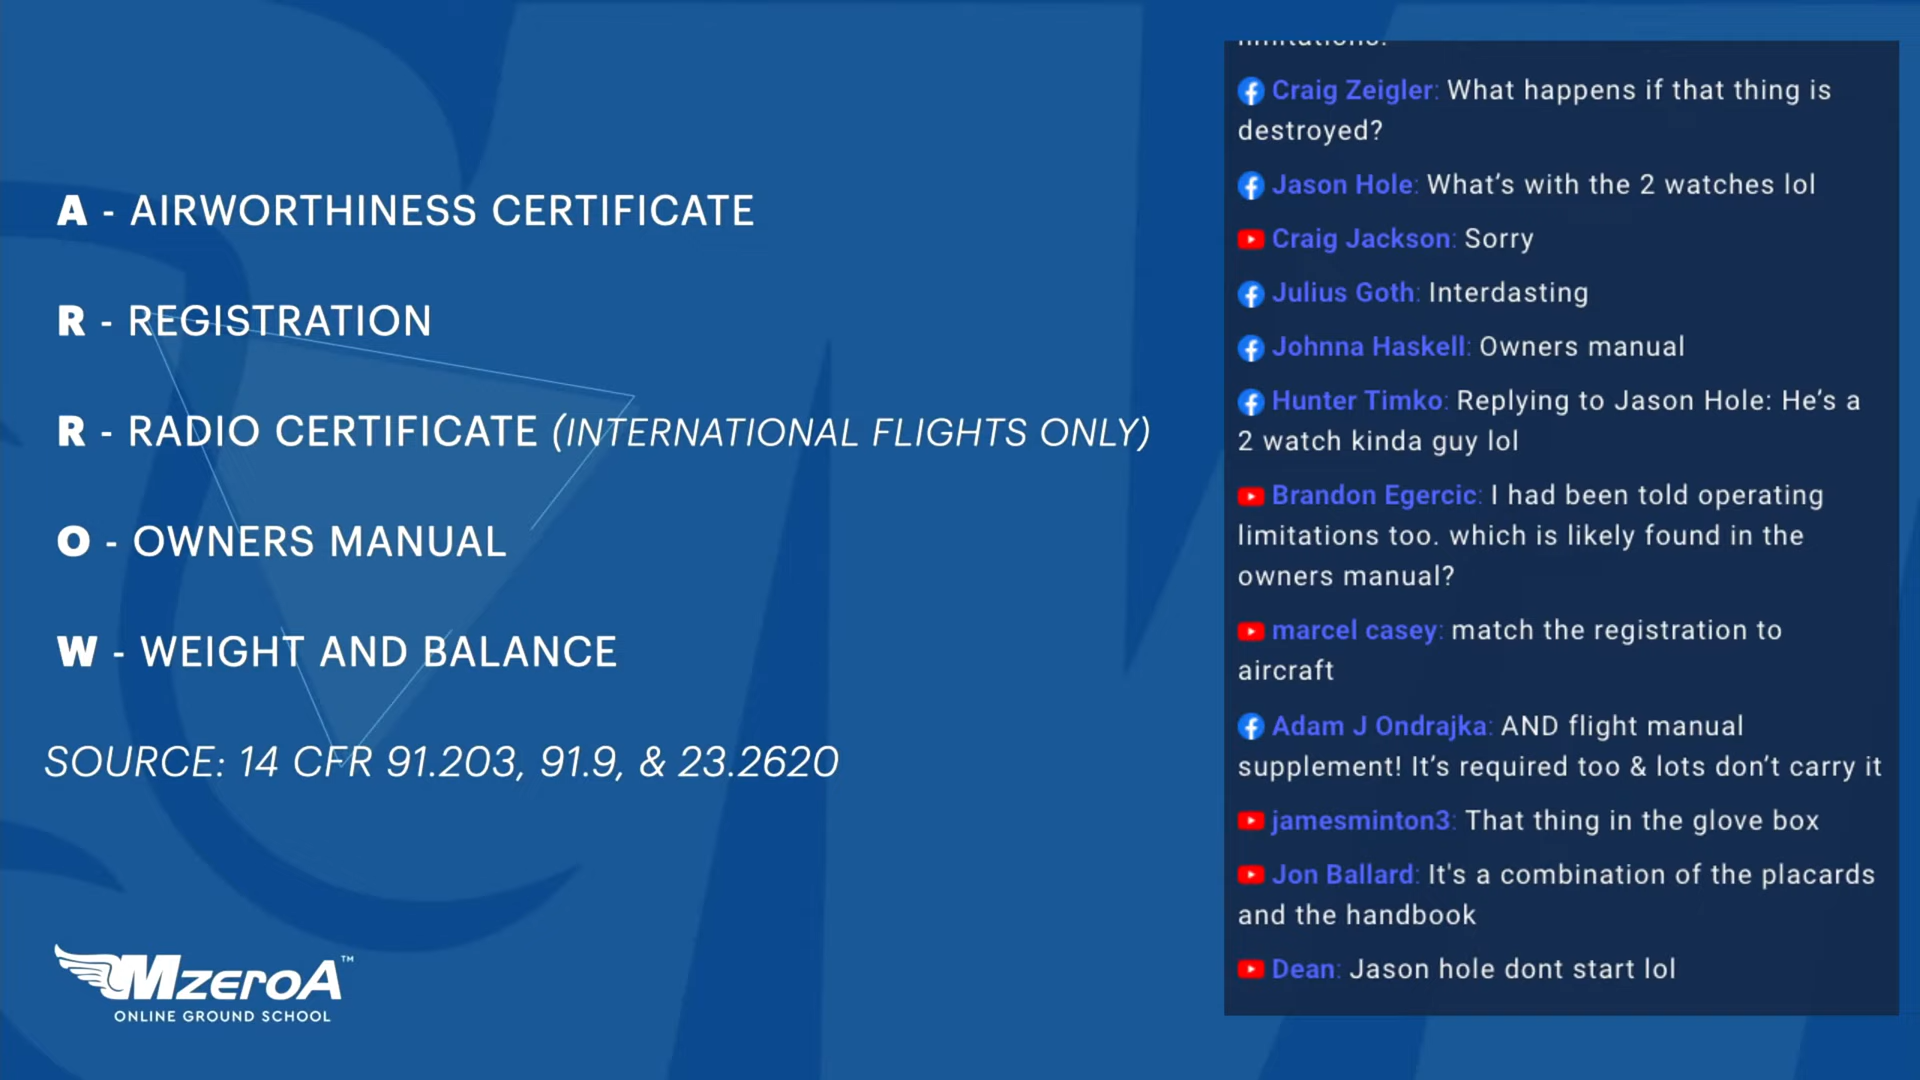 A - AIRWORTHINESS CERTIFICATE
R - REGISTRATION
R - RADIO CERTIFICATE (INTERNATIONAL FLIGHTS ONLY)
O - OWNERS MANUAL
W - WEIGHT AND BALANCE
SOURCE: 14 CFR 91.203, 91.9, & 23.2620
MZEROA™
ONLINE GROUND SCHOOL
limitations.
Craig Zeigler: What happens if that thing is
destroyed?
Jason Hole: What’s with the 2 watches lol
Craig Jackson: Sorry
Julius Goth: Interdasting
Johnna Haskell: Owners manual
Hunter Timko: Replying to Jason Hole: He’s a
2 watch kinda guy lol
Brandon Egercic: I had been told operating
limitations too. which is likely found in the
owners manual?
marcel casey: match the registration to
aircraft
Adam J Ondrajka: AND flight manual
supplement! It’s required too & lots don’t carry it
jamesminton3: That thing in the glove box
Jon Ballard: It's a combination of the placards
and the handbook
Dean: Jason hole dont start lol